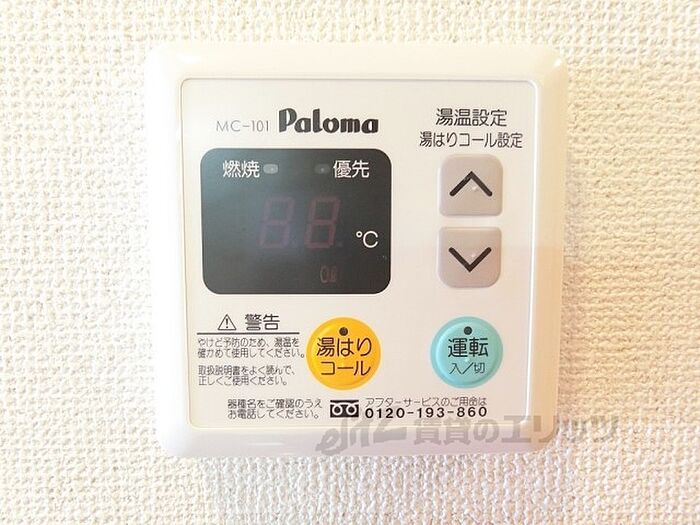 MC-101 Paloma
湯温設定
湯はりコール設定
燃焼 優先
88 ℃
⚠ 警告
やけど予防のため、湯温を
確かめて使用してください。
取扱説明書をよく読んで、
正しくご使用ください。
湯はり
コール
運転
入/切
器種名をご確認のうえ
お電話してください。
アフターサービスのご用命は
0120-193-860
賃貸のエリッツ